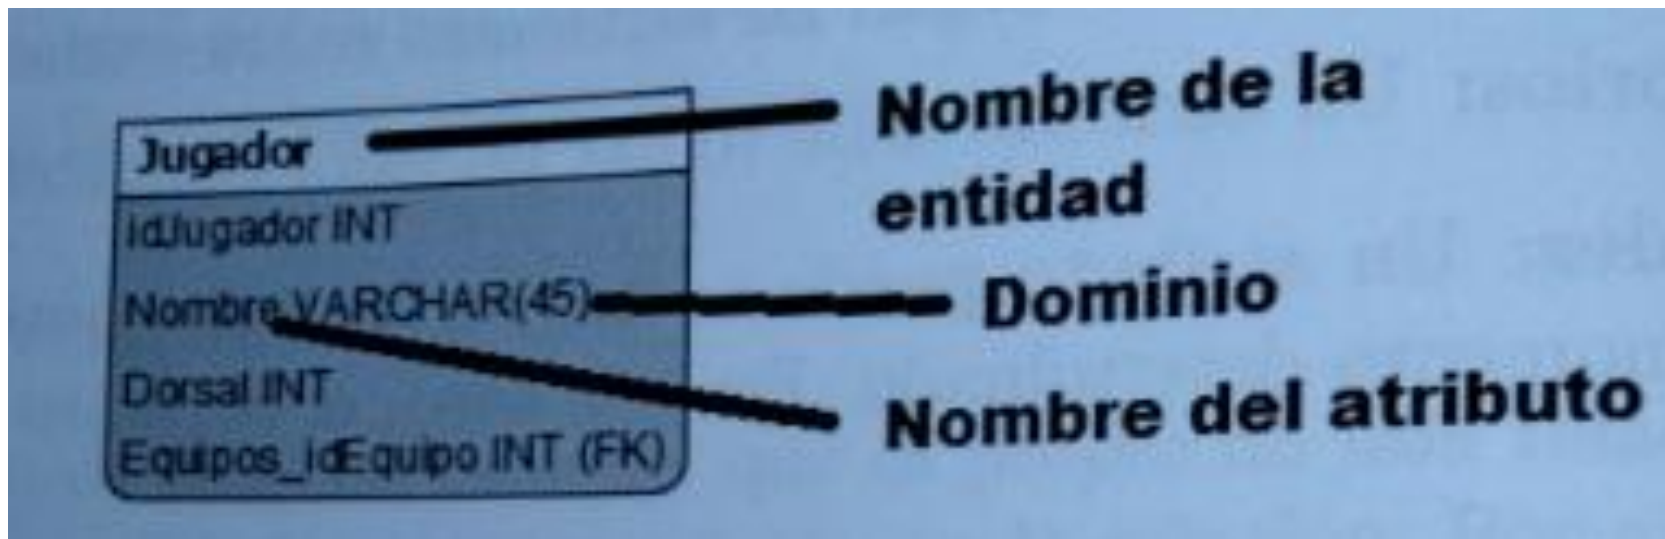 Jugador
idJugador INT
Nombre VARCHAR(45)
Dorsal INT
Equipos_idEquipo INT (FK)
Nombre de la
entidad
Dominio
Nombre del atributo